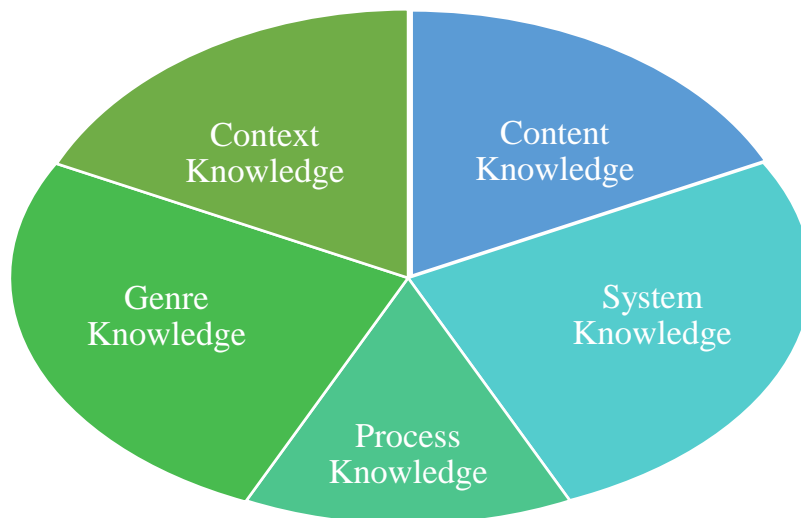 Context
Knowledge
Content
Knowledge
Genre
Knowledge
System
Knowledge
Process
Knowledge